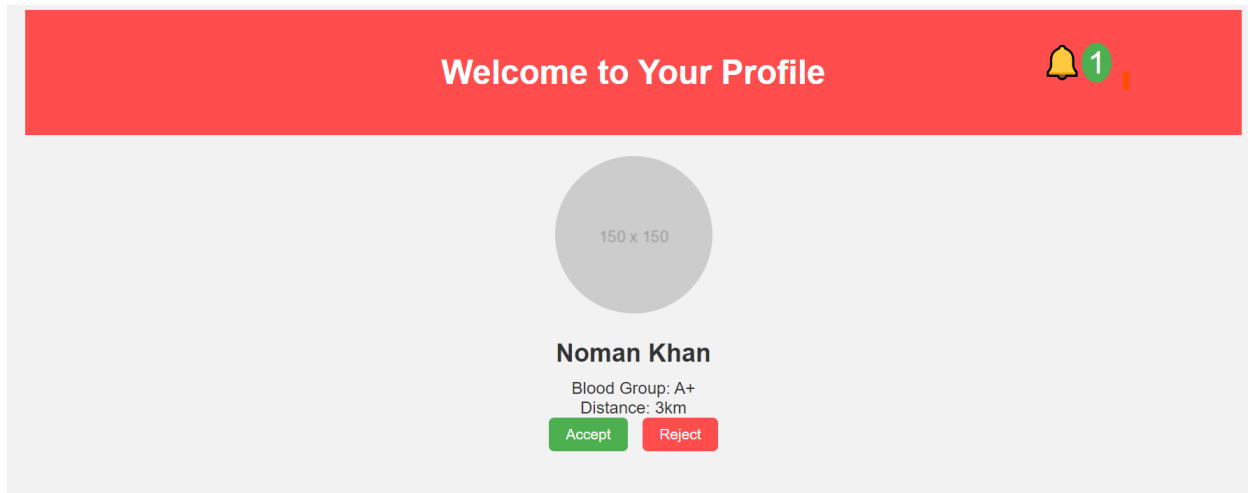 Welcome to Your Profile
1
150 x 150
Noman Khan
Blood Group: A+
Distance: 3km
Accept Reject